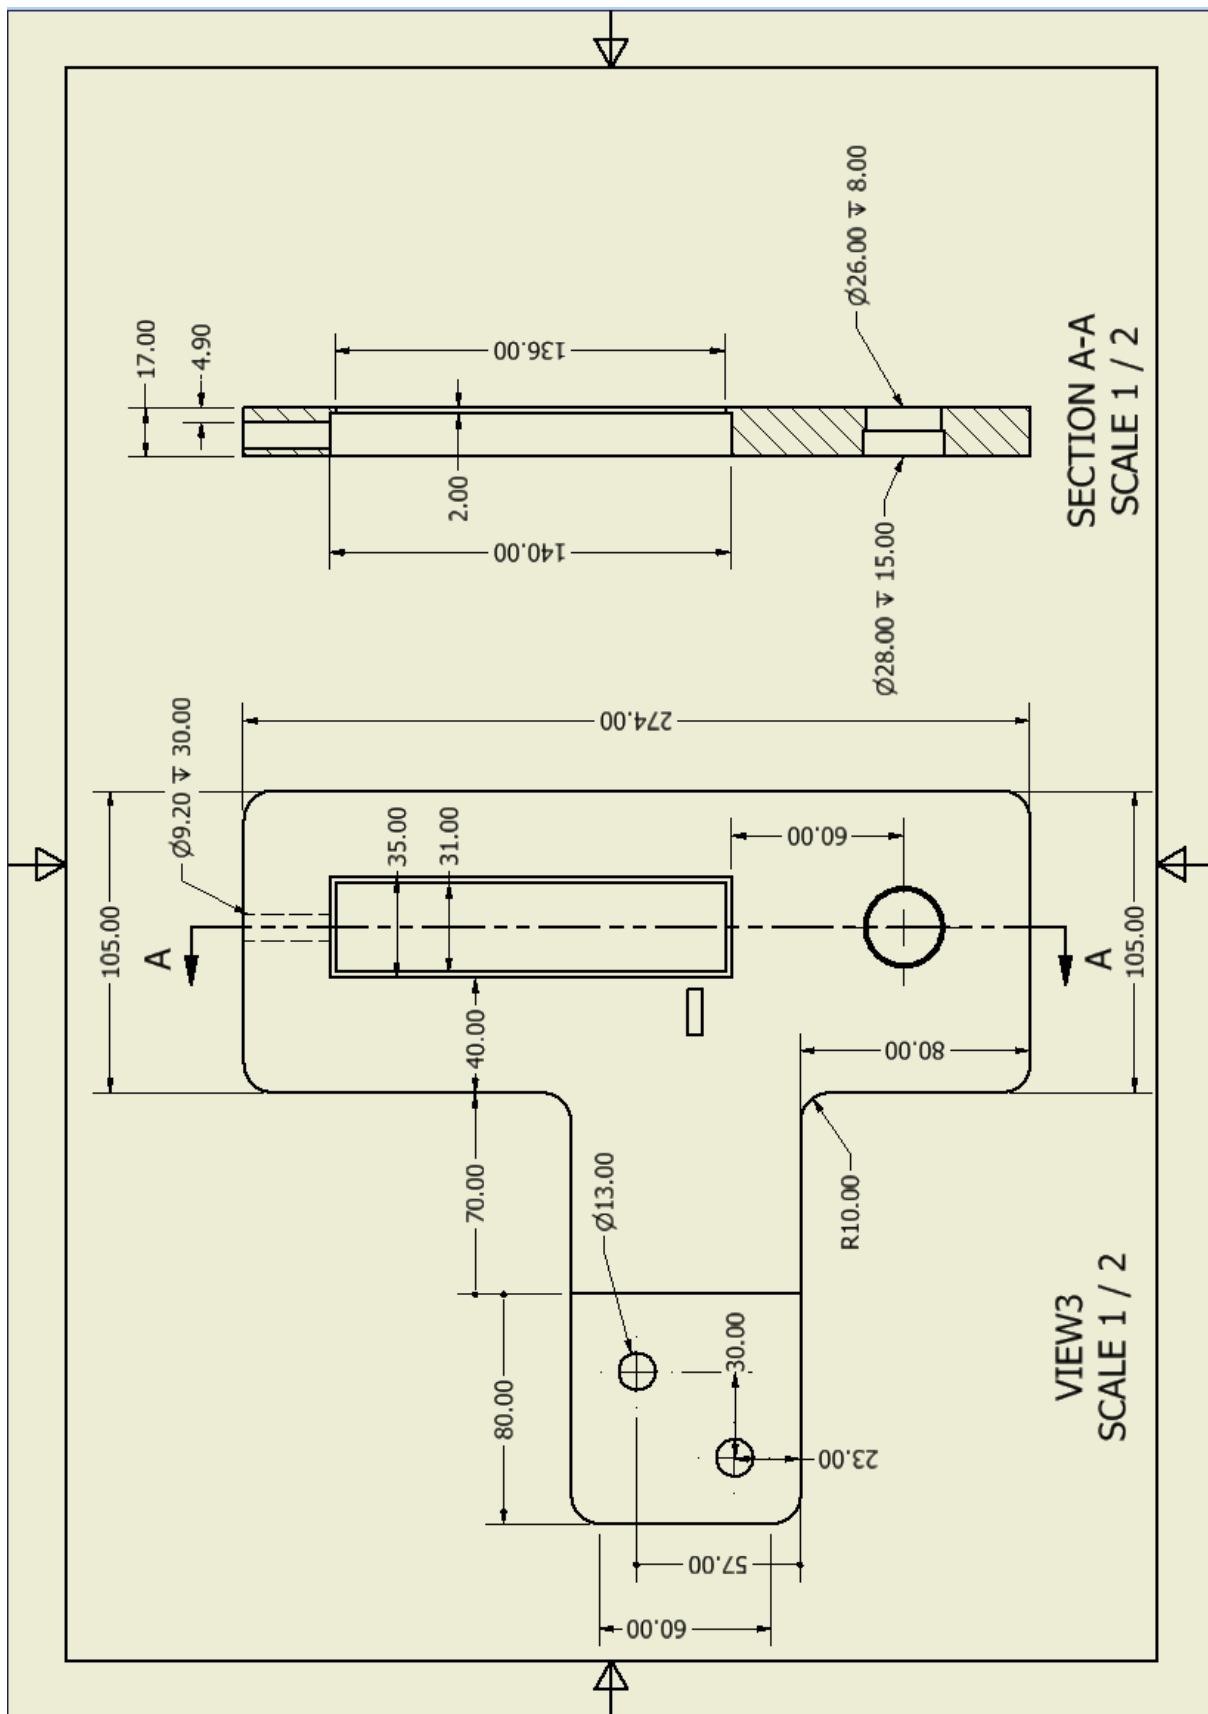 17.00
4.90
136.00
2.00
140.00
Ø26.00 ↧ 8.00
Ø28.00 ↧ 15.00
SECTION A-A
SCALE 1 / 2
Ø9.20 ↧ 30.00
274.00
105.00
A
35.00
31.00
60.00
40.00
80.00
A
105.00
70.00
Ø13.00
R10.00
80.00
30.00
23.00
57.00
60.00
VIEW3
SCALE 1 / 2